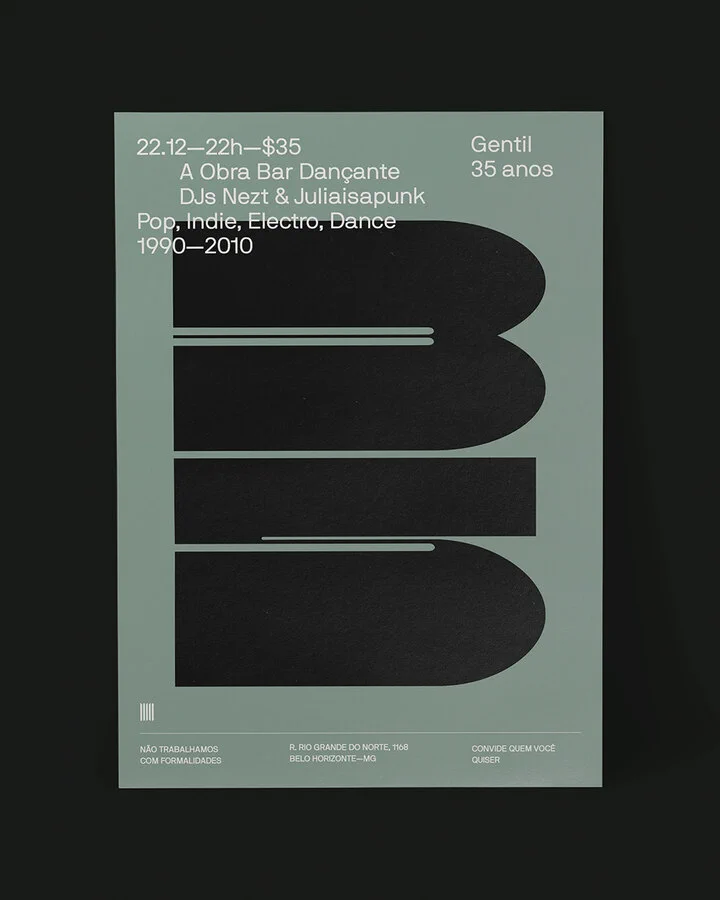 22.12—22h—$35
A Obra Bar Dançante
DJs Nezt & Juliaisapunk
Pop, Indie, Electro, Dance
1990—2010
Gentil
35 anos
NÃO TRABALHAMOS
COM FORMALIDADES
R. RIO GRANDE DO NORTE, 1168
BELO HORIZONTE—MG
CONVIDE QUEM VOCÊ
QUISER